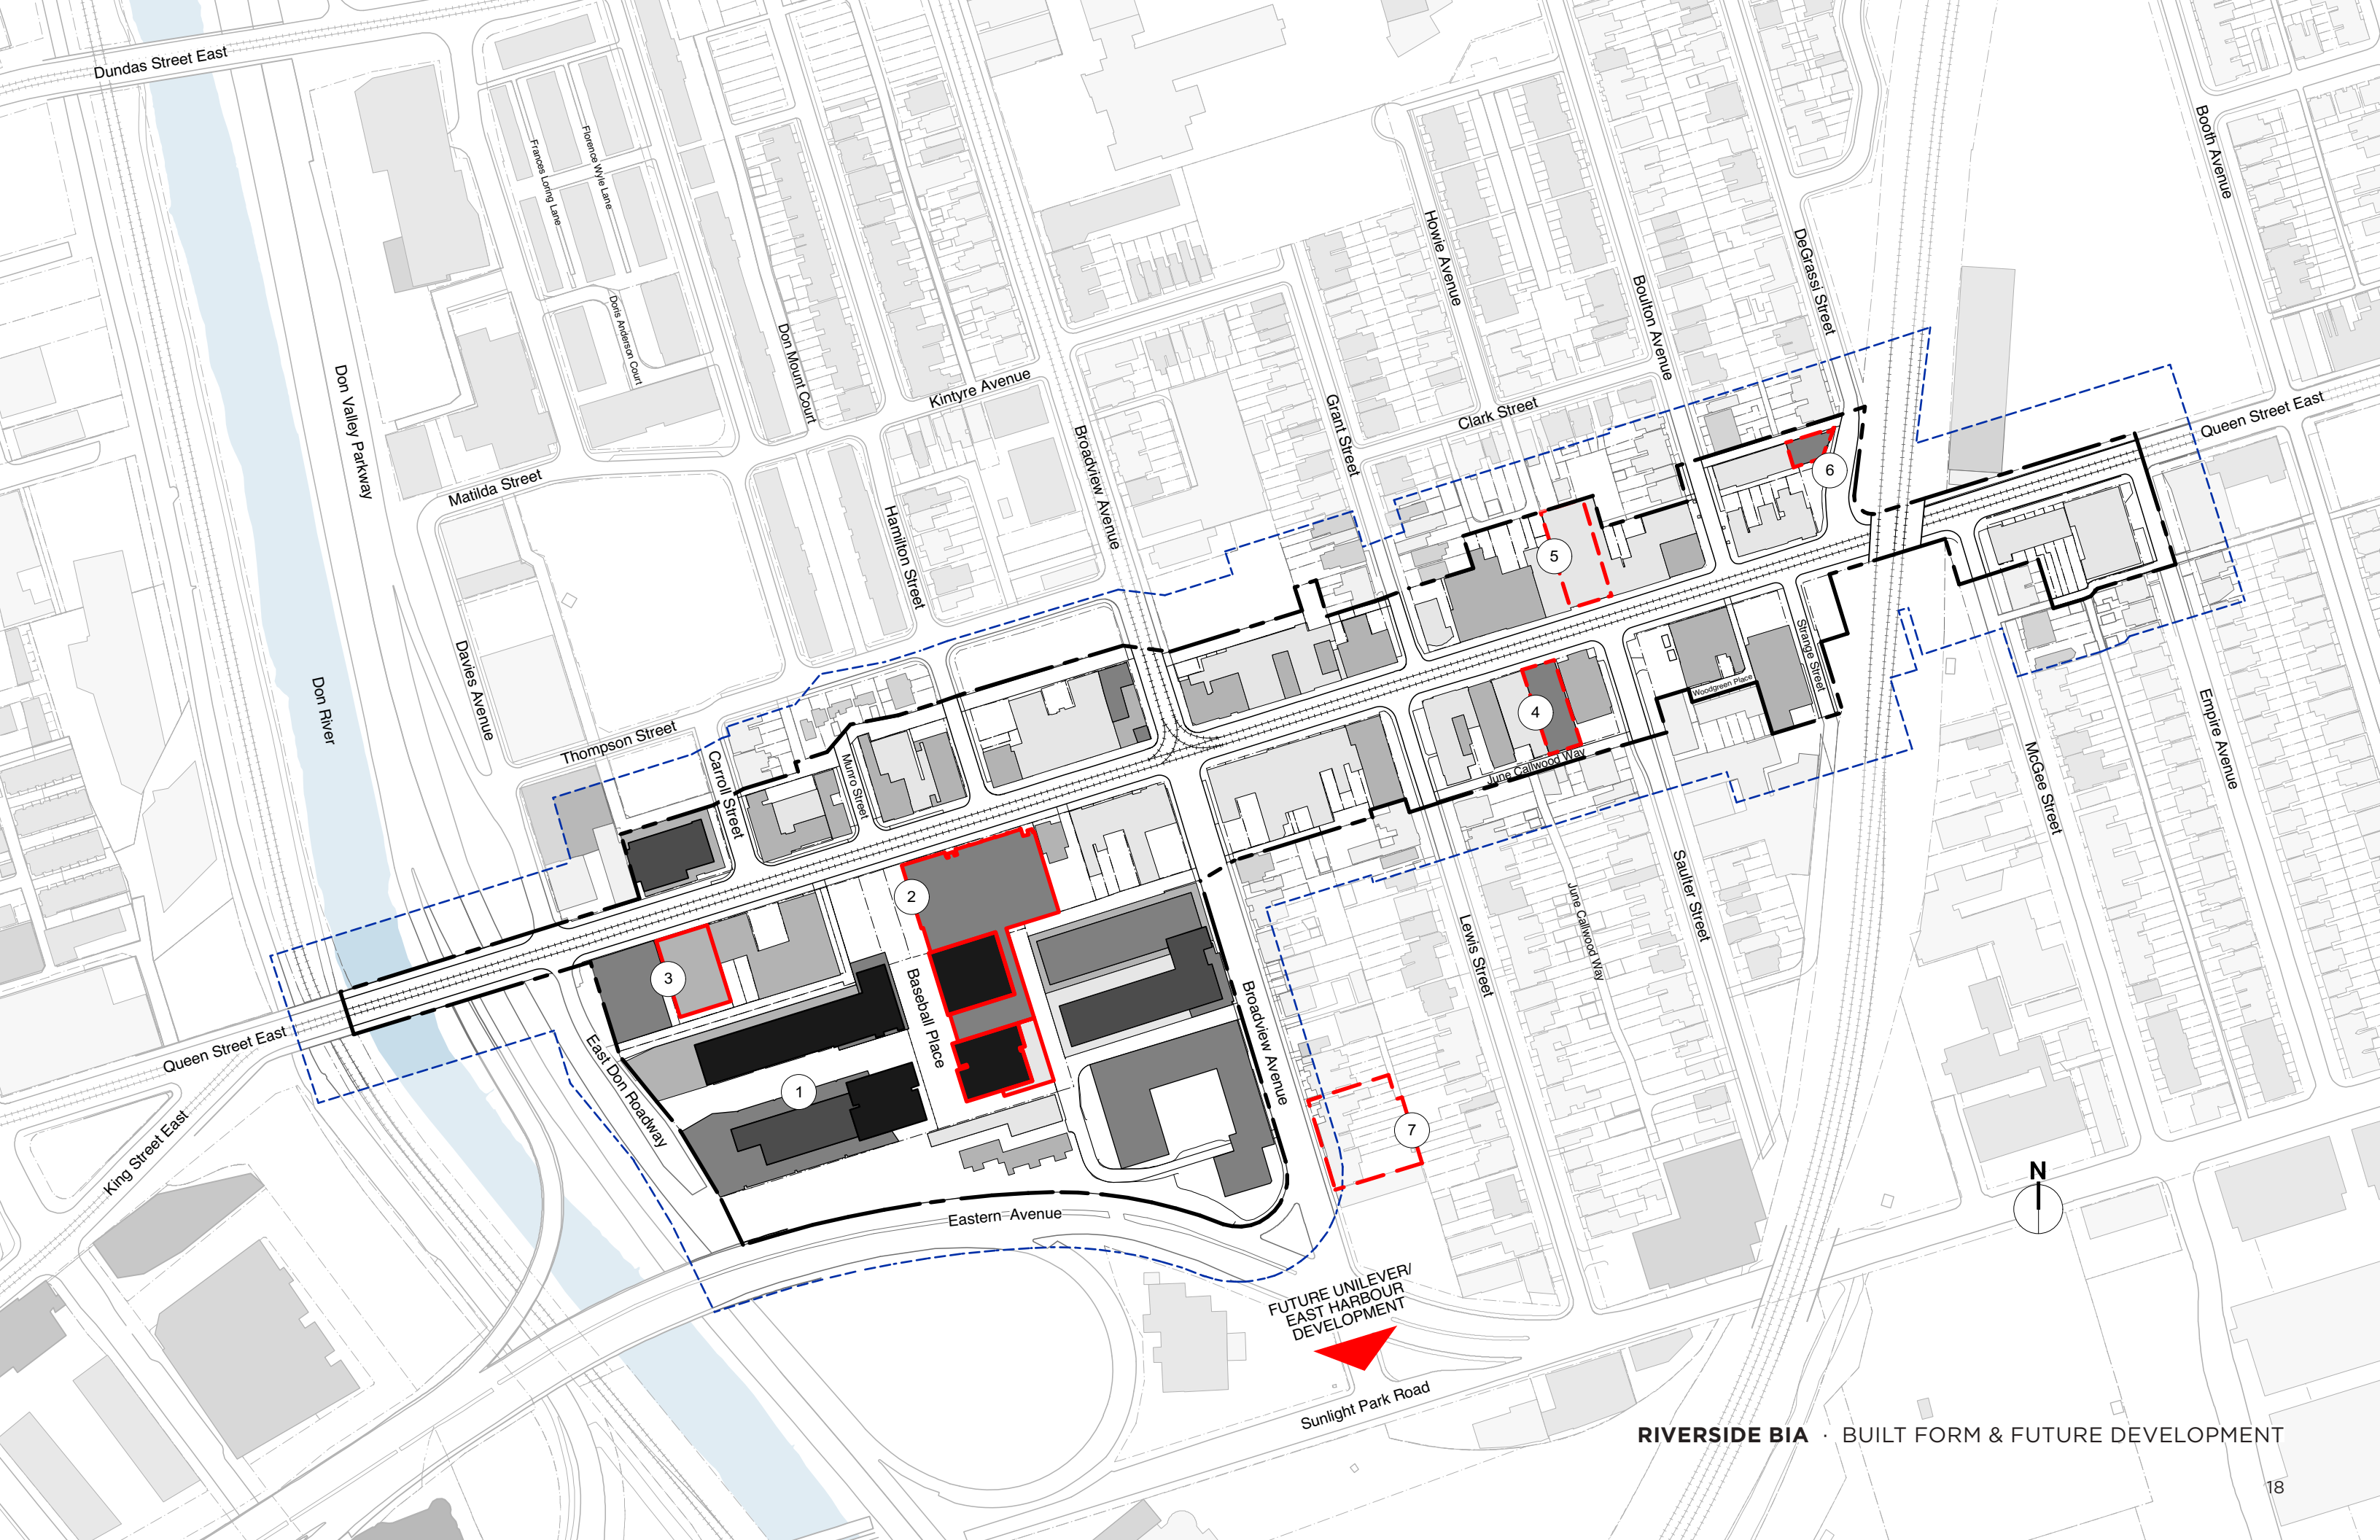 Dundas Street East
Frances Loring Lane
Florence Wyle Lane
Doris Anderson Court
Don Mount Court
Kintyre Avenue
Broadview Avenue
Howie Avenue
Boulton Avenue
DeGrassi Street
Booth Avenue
Queen Street East
Clark Street
Grant Street
Don Valley Parkway
Matilda Street
Hamilton Street
Davies Avenue
Don River
Thompson Street
Carroll Street
Munro Street
6
5
4
Strange Street
Woodgreen Place
June Callwood Way
McGee Street
Empire Avenue
2
3
1
Baseball Place
East Don Roadway
Broadview Avenue
Lewis Street
June Callwood Way
Saulter Street
7
Queen Street East
King Street East
Eastern Avenue
N
FUTURE UNILEVER/
EAST HARBOUR
DEVELOPMENT
Sunlight Park Road
RIVERSIDE BIA · BUILT FORM & FUTURE DEVELOPMENT
18